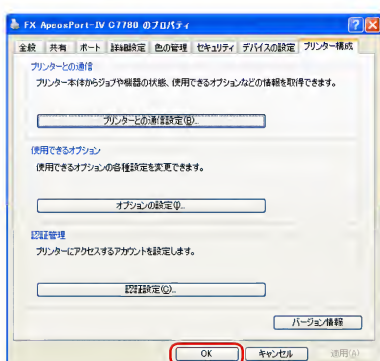 FX ApeosPort-IV C7780 のプロパティ
全般 共有 ポート 詳細設定 色の管理 セキュリティ デバイスの設定 プリンター構成
プリンターとの通信
プリンター本体からジョブや機器の状態、使用できるオプションなどの情報を取得できます。
プリンターとの通信設定(B)...
使用できるオプション
使用できるオプションの各種設定を変更できます。
オプションの設定(I)...
認証管理
プリンターにアクセスするアカウントを設定します。
認証設定(O)...
バージョン情報
OK キャンセル 適用(A)